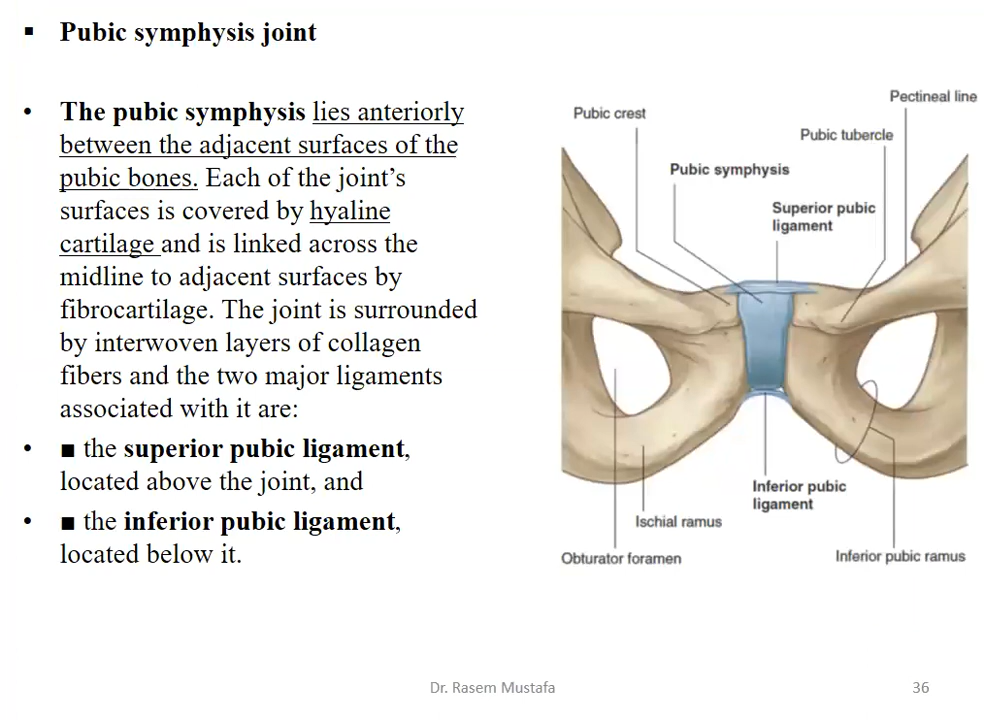 ▪ Pubic symphysis joint
• The pubic symphysis lies anteriorly
between the adjacent surfaces of the
pubic bones. Each of the joint’s
surfaces is covered by hyaline
cartilage and is linked across the
midline to adjacent surfaces by
fibrocartilage. The joint is surrounded
by interwoven layers of collagen
fibers and the two major ligaments
associated with it are:
• ■ the superior pubic ligament,
located above the joint, and
• ■ the inferior pubic ligament,
located below it.
Pectineal line
Pubic crest
Pubic tubercle
Pubic symphysis
Superior pubic
ligament
Inferior pubic
ligament
Ischial ramus
Obturator foramen
Inferior pubic ramus
Dr. Rasem Mustafa
36